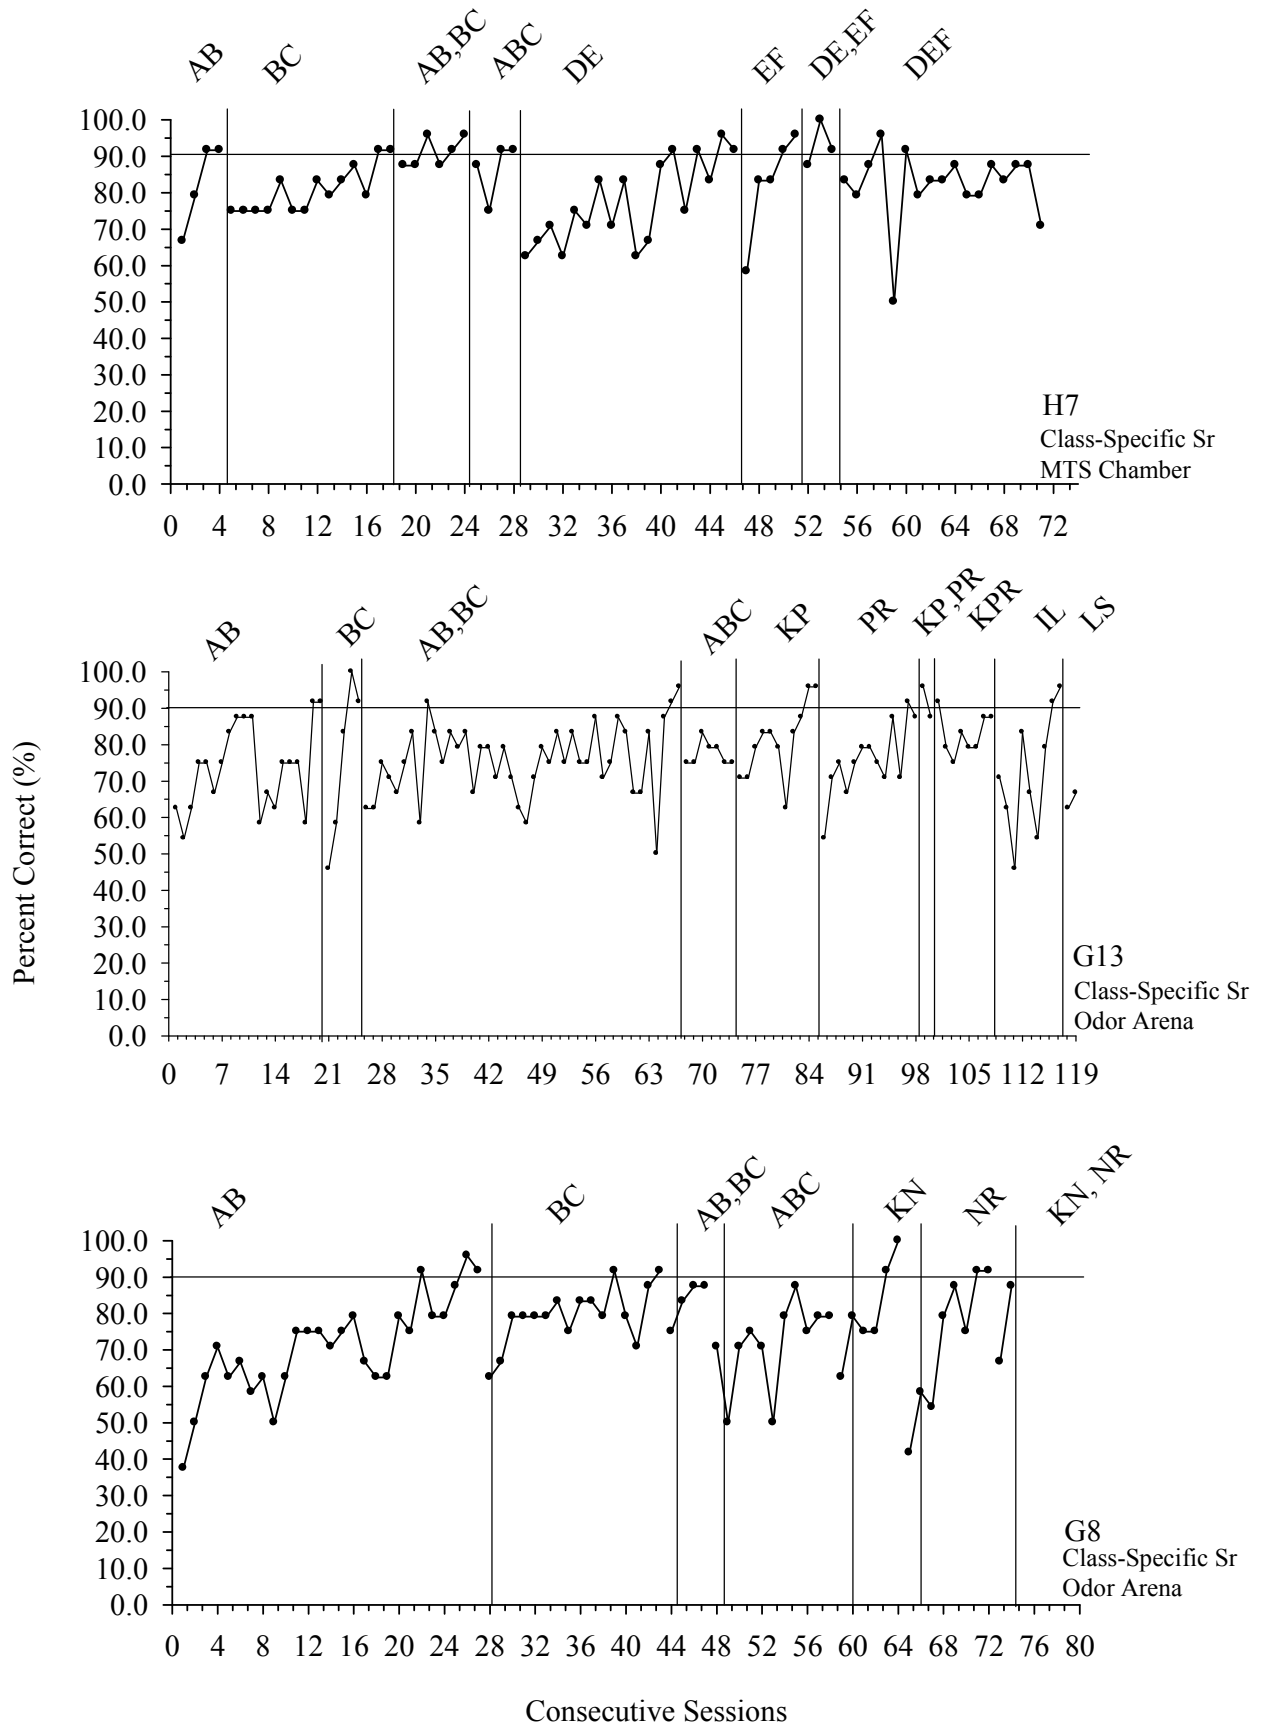 AB BC AB,BC ABC DE EF DE,EF DEF
100.0
90.0
80.0
70.0
60.0
50.0
40.0
30.0
20.0
10.0
0.0
H7
Class-Specific Sr
MTS Chamber
0 4 8 12 16 20 24 28 32 36 40 44 48 52 56 60 64 68 72
AB BC AB,BC ABC KP PR KP,PR KPR IL LS
100.0
90.0
80.0
70.0
60.0
50.0
40.0
30.0
20.0
10.0
0.0
Percent Correct (%)
G13
Class-Specific Sr
Odor Arena
0 7 14 21 28 35 42 49 56 63 70 77 84 91 98 105 112 119
AB BC AB,BC ABC KN NR KN, NR
100.0
90.0
80.0
70.0
60.0
50.0
40.0
30.0
20.0
10.0
0.0
G8
Class-Specific Sr
Odor Arena
0 4 8 12 16 20 24 28 32 36 40 44 48 52 56 60 64 68 72 76 80
Consecutive Sessions